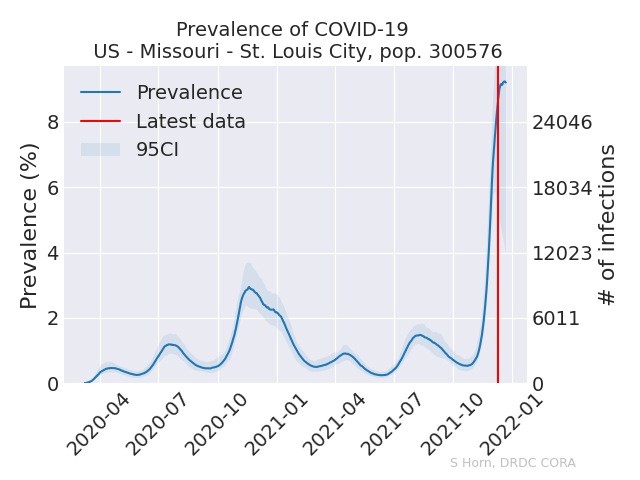 Prevalence of COVID-19
US - Missouri - St. Louis City, pop. 300576
Prevalence
Latest data
95CI
Prevalence (%)
8
6
4
2
0
24046
18034
12023
6011
0
# of infections
2020-04
2020-07
2020-10
2021-01
2021-04
2021-07
2021-10
2022-01
S Horn, DRDC CORA